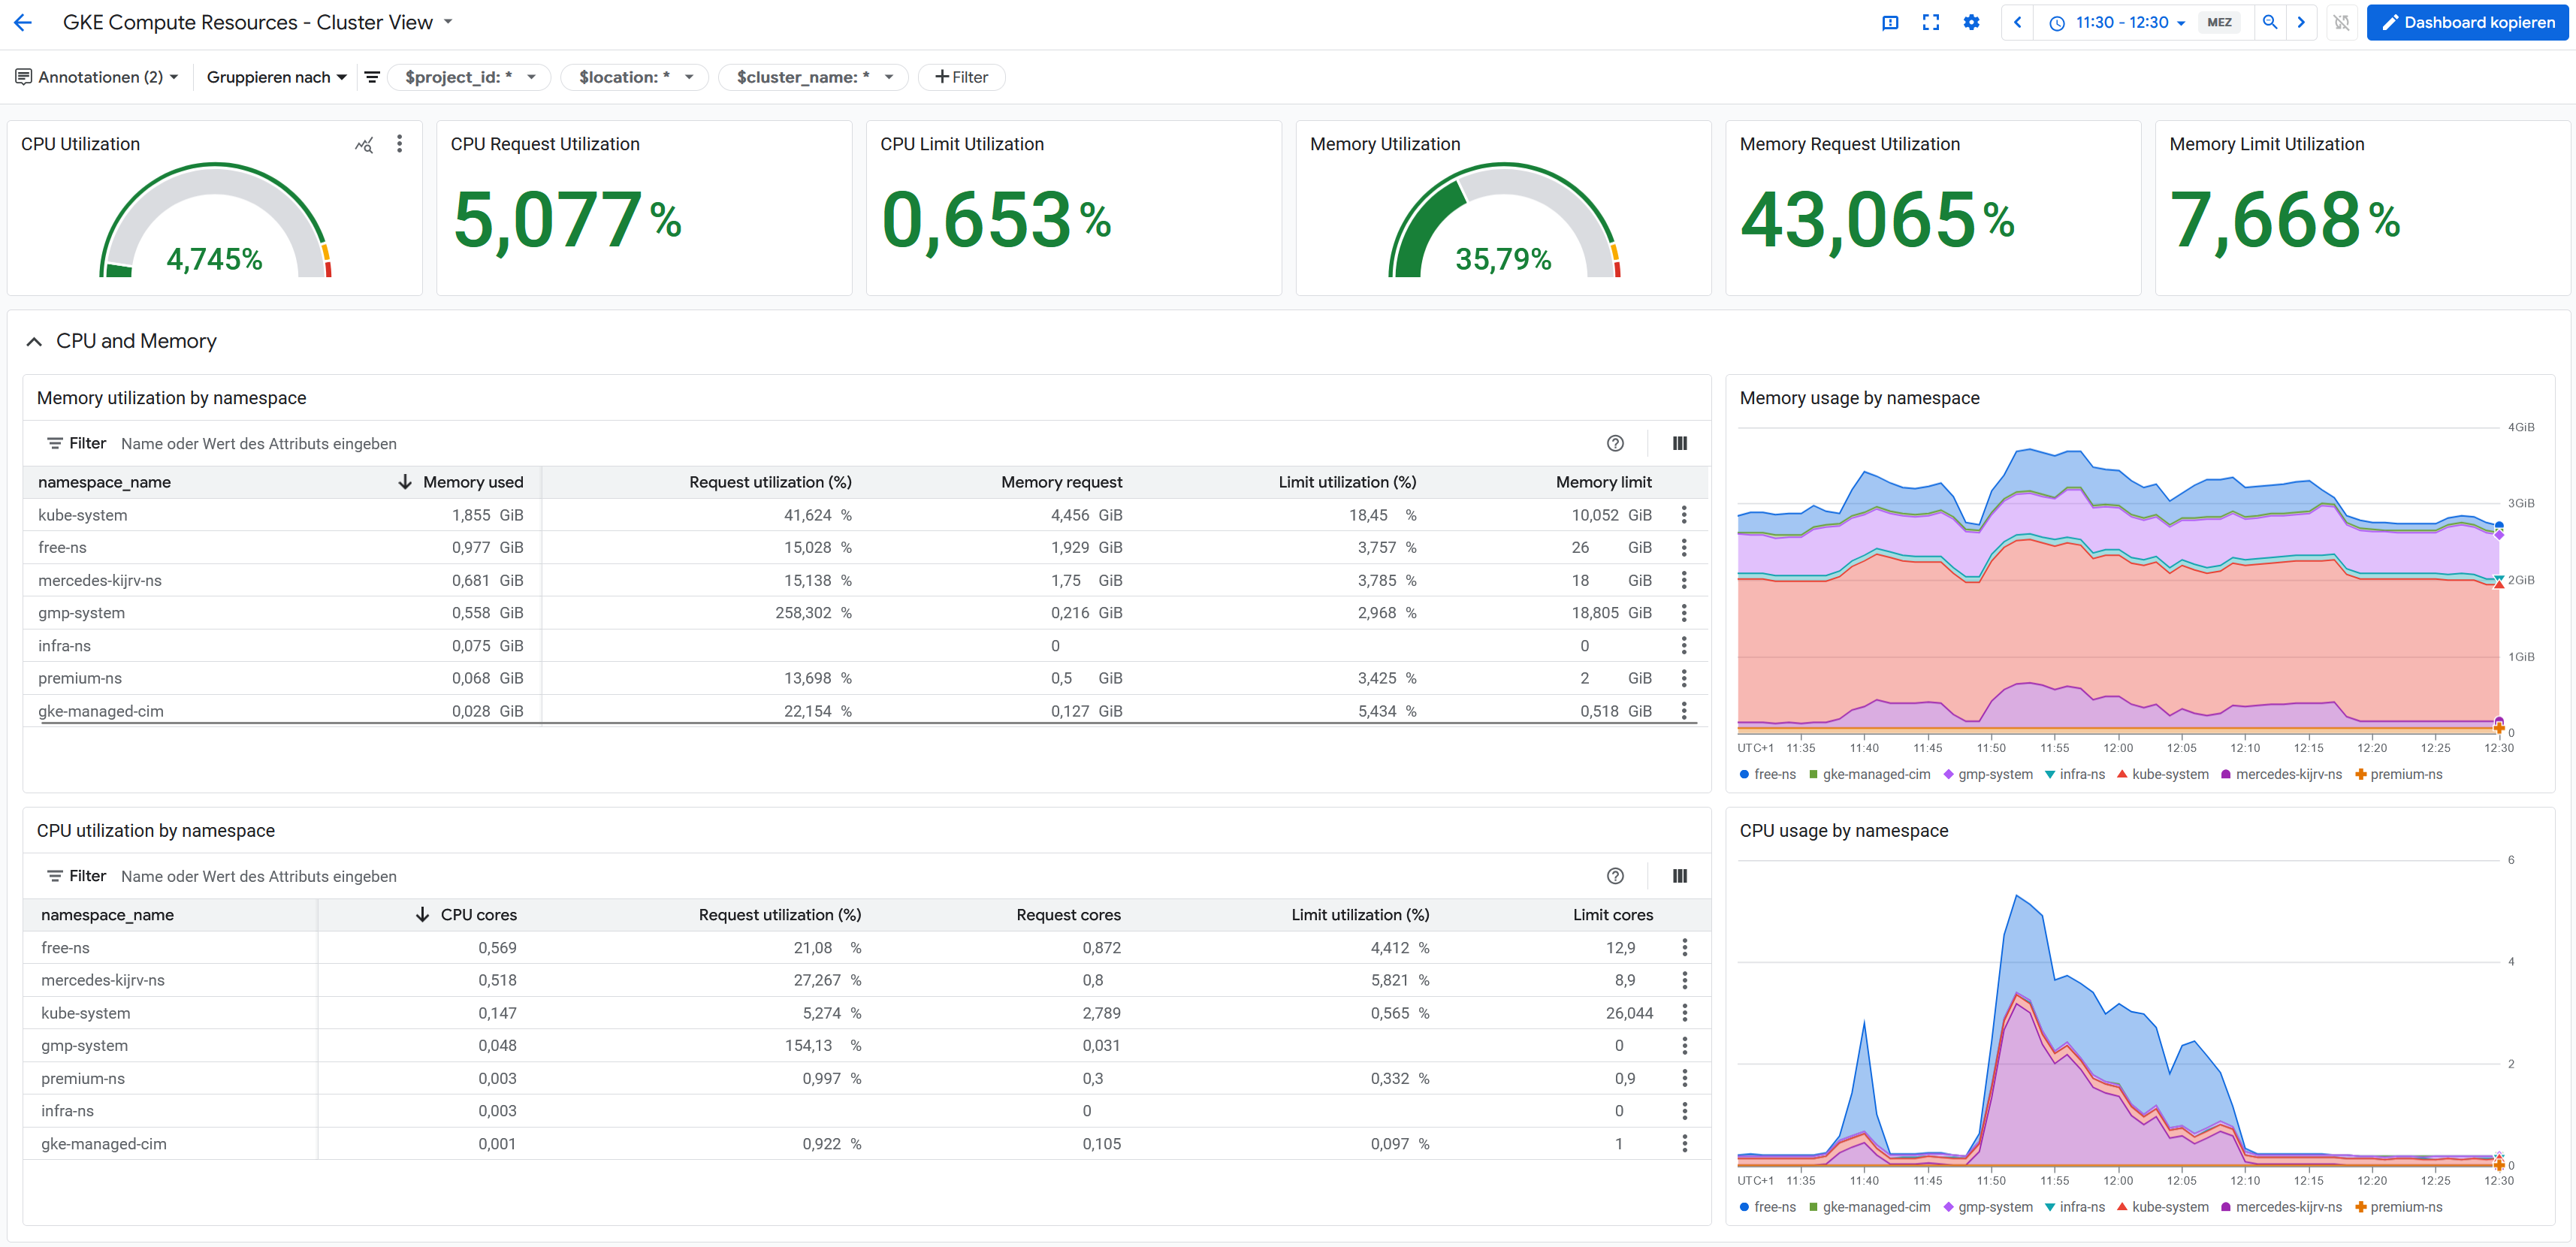 GKE Compute Resources - Cluster View
11:30 - 12:30 MEZ Dashboard kopieren
Annotationen (2) Gruppieren nach $project_id: * $location: * $cluster_name: * + Filter
CPU Utilization
4,745%
CPU Request Utilization
5,077 %
CPU Limit Utilization
0,653 %
Memory Utilization
35,79%
Memory Request Utilization
43,065 %
Memory Limit Utilization
7,668 %
CPU and Memory
Memory utilization by namespace
Filter Name oder Wert des Attributs eingeben
namespace_name Memory used Request utilization (%) Memory request Limit utilization (%) Memory limit
kube-system 1,855 GiB 41,624 % 4,456 GiB 18,45 % 10,052 GiB
free-ns 0,977 GiB 15,028 % 1,929 GiB 3,757 % 26 GiB
mercedes-kijrv-ns 0,681 GiB 15,138 % 1,75 GiB 3,785 % 18 GiB
gmp-system 0,558 GiB 258,302 % 0,216 GiB 2,968 % 18,805 GiB
infra-ns 0,075 GiB 0 0
premium-ns 0,068 GiB 13,698 % 0,5 GiB 3,425 % 2 GiB
gke-managed-cim 0,028 GiB 22,154 % 0,127 GiB 5,434 % 0,518 GiB
Memory usage by namespace
4GiB
3GiB
2GiB
1GiB
0
UTC+1 11:35 11:40 11:45 11:50 11:55 12:00 12:05 12:10 12:15 12:20 12:25 12:30
free-ns gke-managed-cim gmp-system infra-ns kube-system mercedes-kijrv-ns premium-ns
CPU utilization by namespace
Filter Name oder Wert des Attributs eingeben
namespace_name CPU cores Request utilization (%) Request cores Limit utilization (%) Limit cores
free-ns 0,569 21,08 % 0,872 4,412 % 12,9
mercedes-kijrv-ns 0,518 27,267 % 0,8 5,821 % 8,9
kube-system 0,147 5,274 % 2,789 0,565 % 26,044
gmp-system 0,048 154,13 % 0,031 0
premium-ns 0,003 0,997 % 0,3 0,332 % 0,9
infra-ns 0,003 0 0
gke-managed-cim 0,001 0,922 % 0,105 0,097 % 1
CPU usage by namespace
6
4
2
0
UTC+1 11:35 11:40 11:45 11:50 11:55 12:00 12:05 12:10 12:15 12:20 12:25 12:30
free-ns gke-managed-cim gmp-system infra-ns kube-system mercedes-kijrv-ns premium-ns